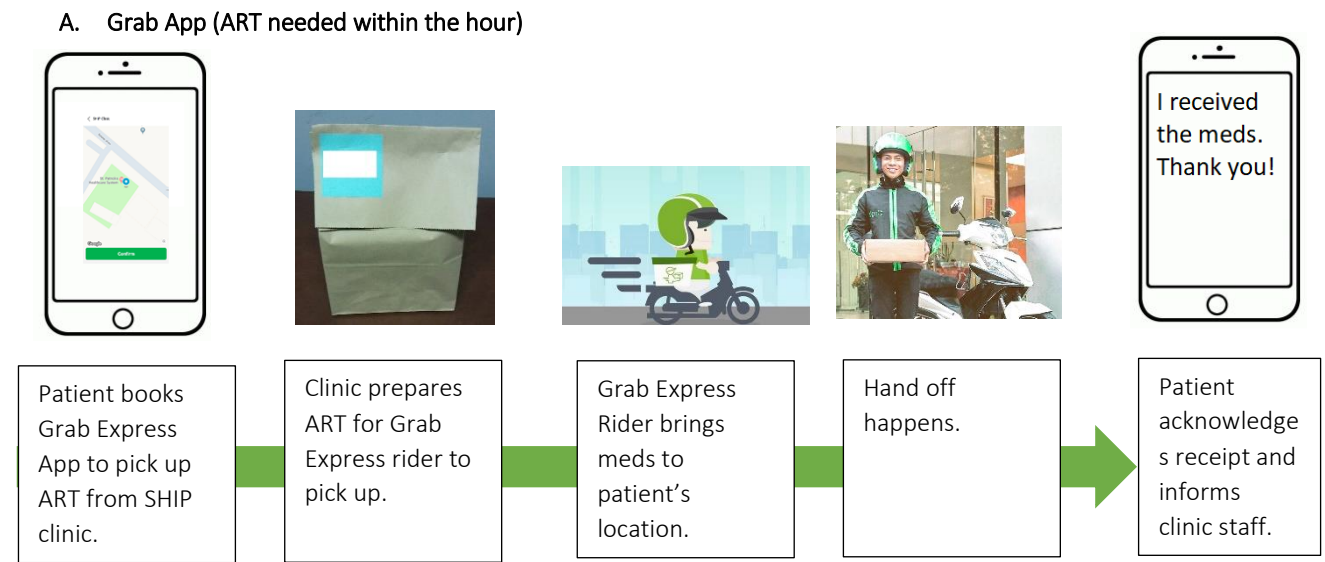 A. Grab App (ART needed within the hour)
Confirm
I received
the meds.
Thank you!
Patient books
Grab Express
App to pick up
ART from SHIP
clinic.
Clinic prepares
ART for Grab
Express rider to
pick up.
Grab Express
Rider brings
meds to
patient's
location.
Hand off
happens.
Patient
acknowledge
s receipt and
informs
clinic staff.